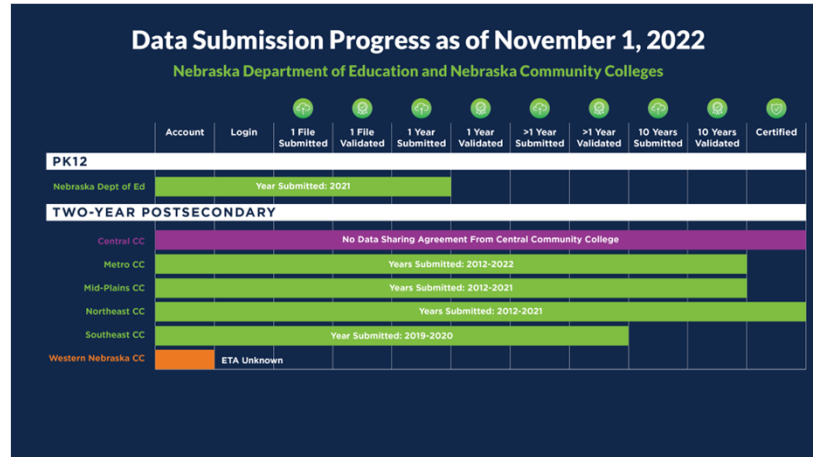 Data Submission Progress as of November 1, 2022
Nebraska Department of Education and Nebraska Community Colleges
Account
Login
1 File Submitted
1 File Validated
1 Year Submitted
1 Year Validated
>1 Year Submitted
>1 Year Validated
10 Years Submitted
10 Years Validated
Certified
PK12
Nebraska Dept of Ed
Year Submitted: 2021
TWO-YEAR POSTSECONDARY
Central CC
No Data Sharing Agreement From Central Community College
Metro CC
Years Submitted: 2012-2022
Mid-Plains CC
Years Submitted: 2012-2021
Northeast CC
Years Submitted: 2012-2021
Southeast CC
Year Submitted: 2019-2020
Western Nebraska CC
ETA Unknown